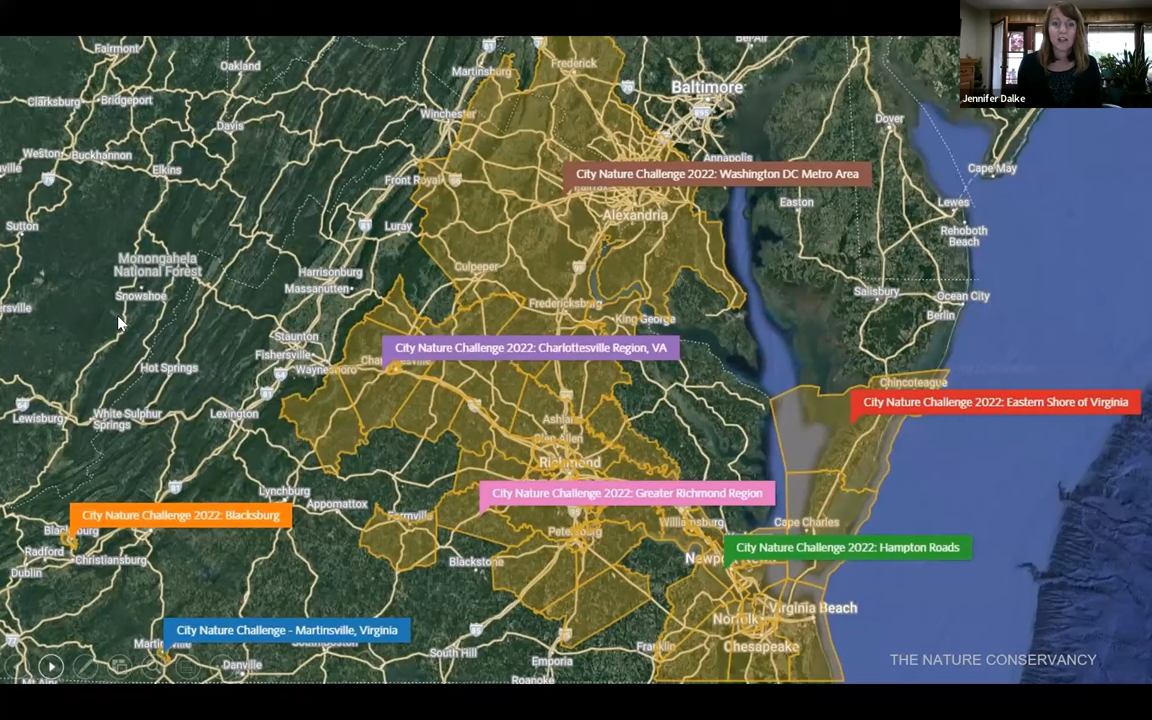 Jennifer Dalke
Bel Air
Fairmont
Oakland
Martinsburg
Frederick
Baltimore
Clarksburg
Bridgeport
Winchester
Dover
Davis
Weston
Buckhannon
Elkins
Annapolis
Cape May
City Nature Challenge 2022: Washington DC Metro Area
Front Royal
Easton
Lewes
Sutton
Luray
Alexandria
Rehoboth
Beach
Monongahela
National Forest
Harrisonburg
Massanutten
Culpeper
Snowshoe
Salisbury
Ocean City
Fredericksburg
King George
Berlin
Staunton
Fishersville
Waynesboro
City Nature Challenge 2022: Charlottesville Region, VA
Hot Springs
Chincoteague
City Nature Challenge 2022: Eastern Shore of Virginia
Lewisburg
White Sulphur
Springs
Lexington
Glen Allen
Richmond
Lynchburg
Appomattox
City Nature Challenge 2022: Greater Richmond Region
City Nature Challenge 2022: Blacksburg
Farmville
Williamsburg
Cape Charles
Petersburg
Radford
Christiansburg
Blackstone
City Nature Challenge 2022: Hampton Roads
Dublin
Virginia Beach
Norfolk
City Nature Challenge - Martinsville, Virginia
Chesapeake
Franklin
South Hill
Emporia
Danville
Roanoke
THE NATURE CONSERVANCY